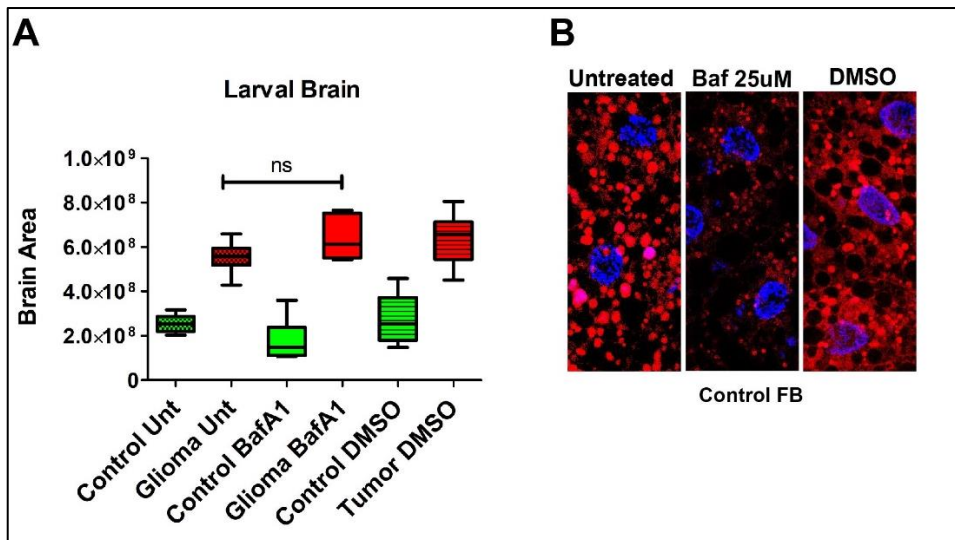 A
Larval Brain
ns
Brain Area
1.0×10⁹
8.0×10⁸
6.0×10⁸
4.0×10⁸
2.0×10⁸
0
Control Unt
Glioma Unt
Control BafA1
Glioma BafA1
Control DMSO
Tumor DMSO
B
Untreated
Baf 25uM
DMSO
Control FB